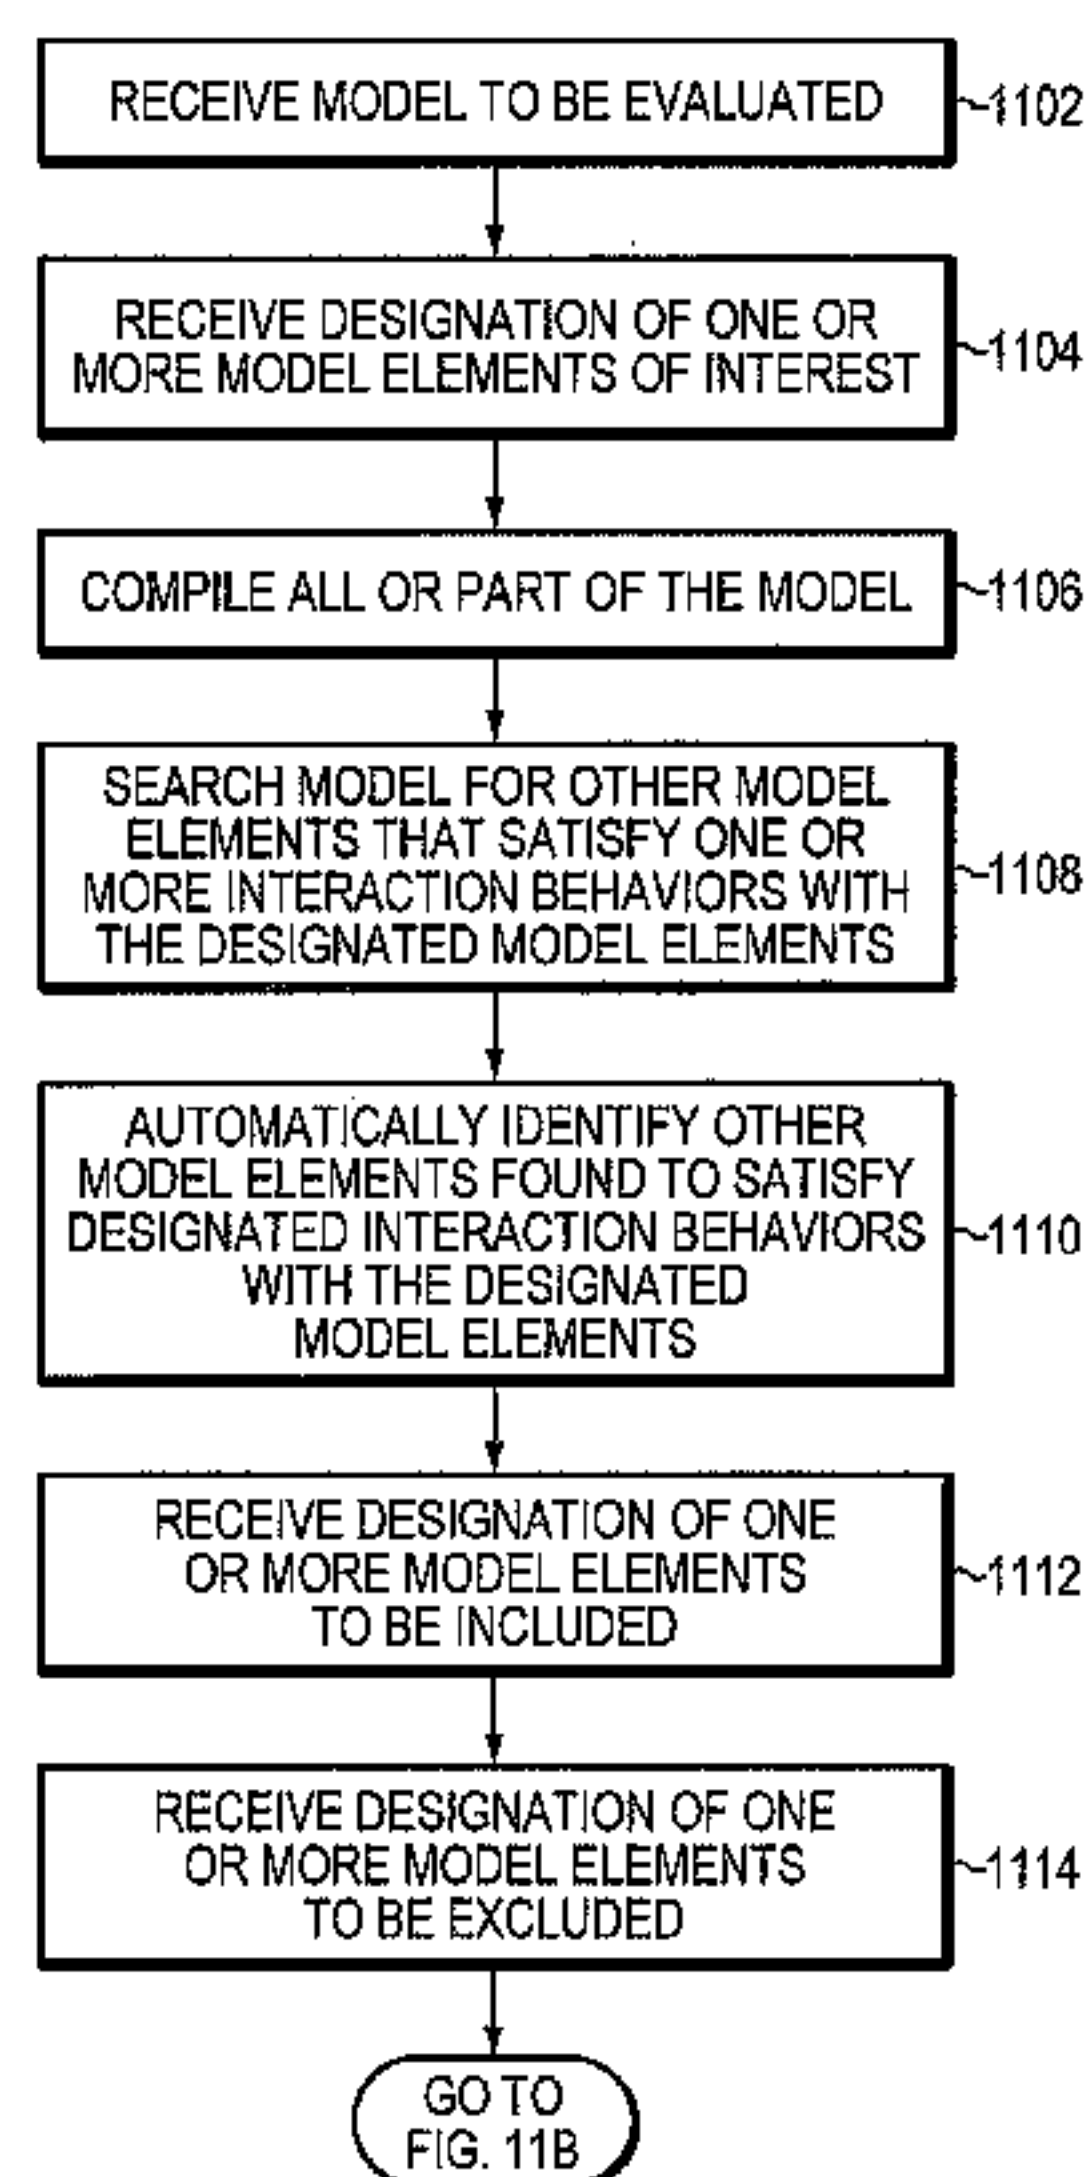 RECEIVE MODEL TO BE EVALUATED
1102
RECEIVE DESIGNATION OF ONE OR
MORE MODEL ELEMENTS OF INTEREST
1104
COMPILE ALL OR PART OF THE MODEL
1106
SEARCH MODEL FOR OTHER MODEL
ELEMENTS THAT SATISFY ONE OR
MORE INTERACTION BEHAVIORS WITH
THE DESIGNATED MODEL ELEMENTS
1108
AUTOMATICALLY IDENTIFY OTHER
MODEL ELEMENTS FOUND TO SATISFY
DESIGNATED INTERACTION BEHAVIORS
WITH THE DESIGNATED
MODEL ELEMENTS
1110
RECEIVE DESIGNATION OF ONE
OR MORE MODEL ELEMENTS
TO BE INCLUDED
1112
RECEIVE DESIGNATION OF ONE
OR MORE MODEL ELEMENTS
TO BE EXCLUDED
1114
GO TO
FIG. 11B